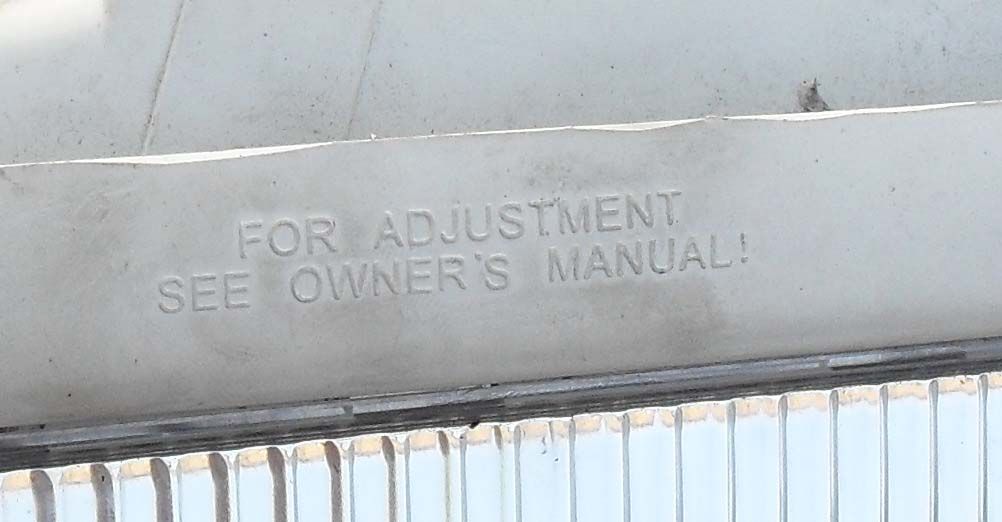 FOR ADJUSTMENT
SEE OWNER'S MANUAL!